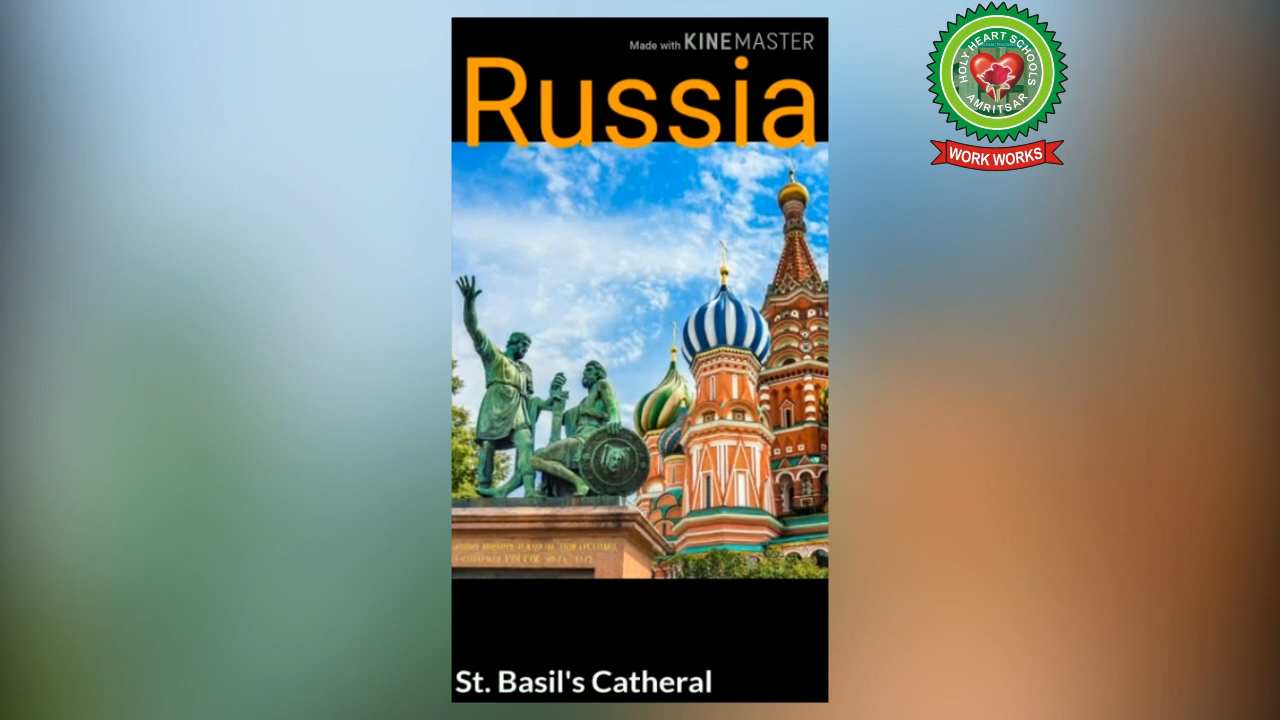 Made with KINEMASTER
Russia
HOLY HEART SCHOOLS
AMRITSAR
WORK WORKS
St. Basil's Catheral